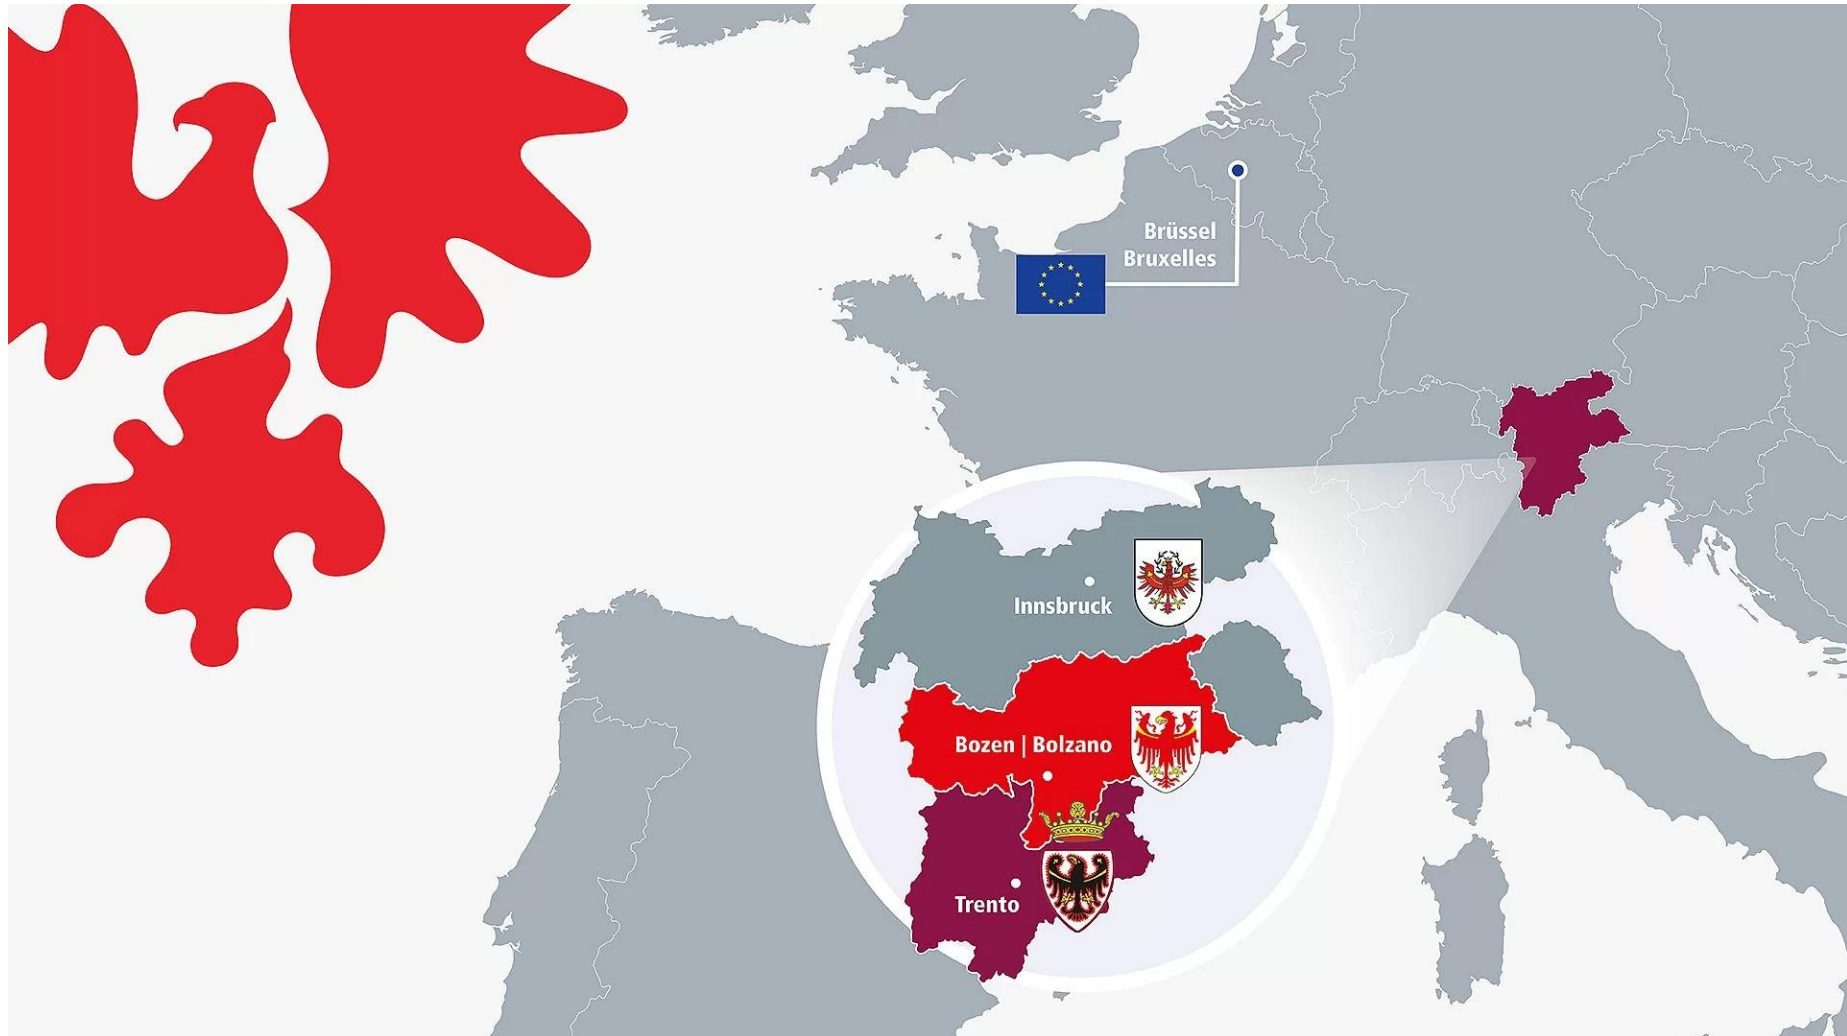 Brüssel
Bruxelles
Innsbruck
Bozen | Bolzano
Trento